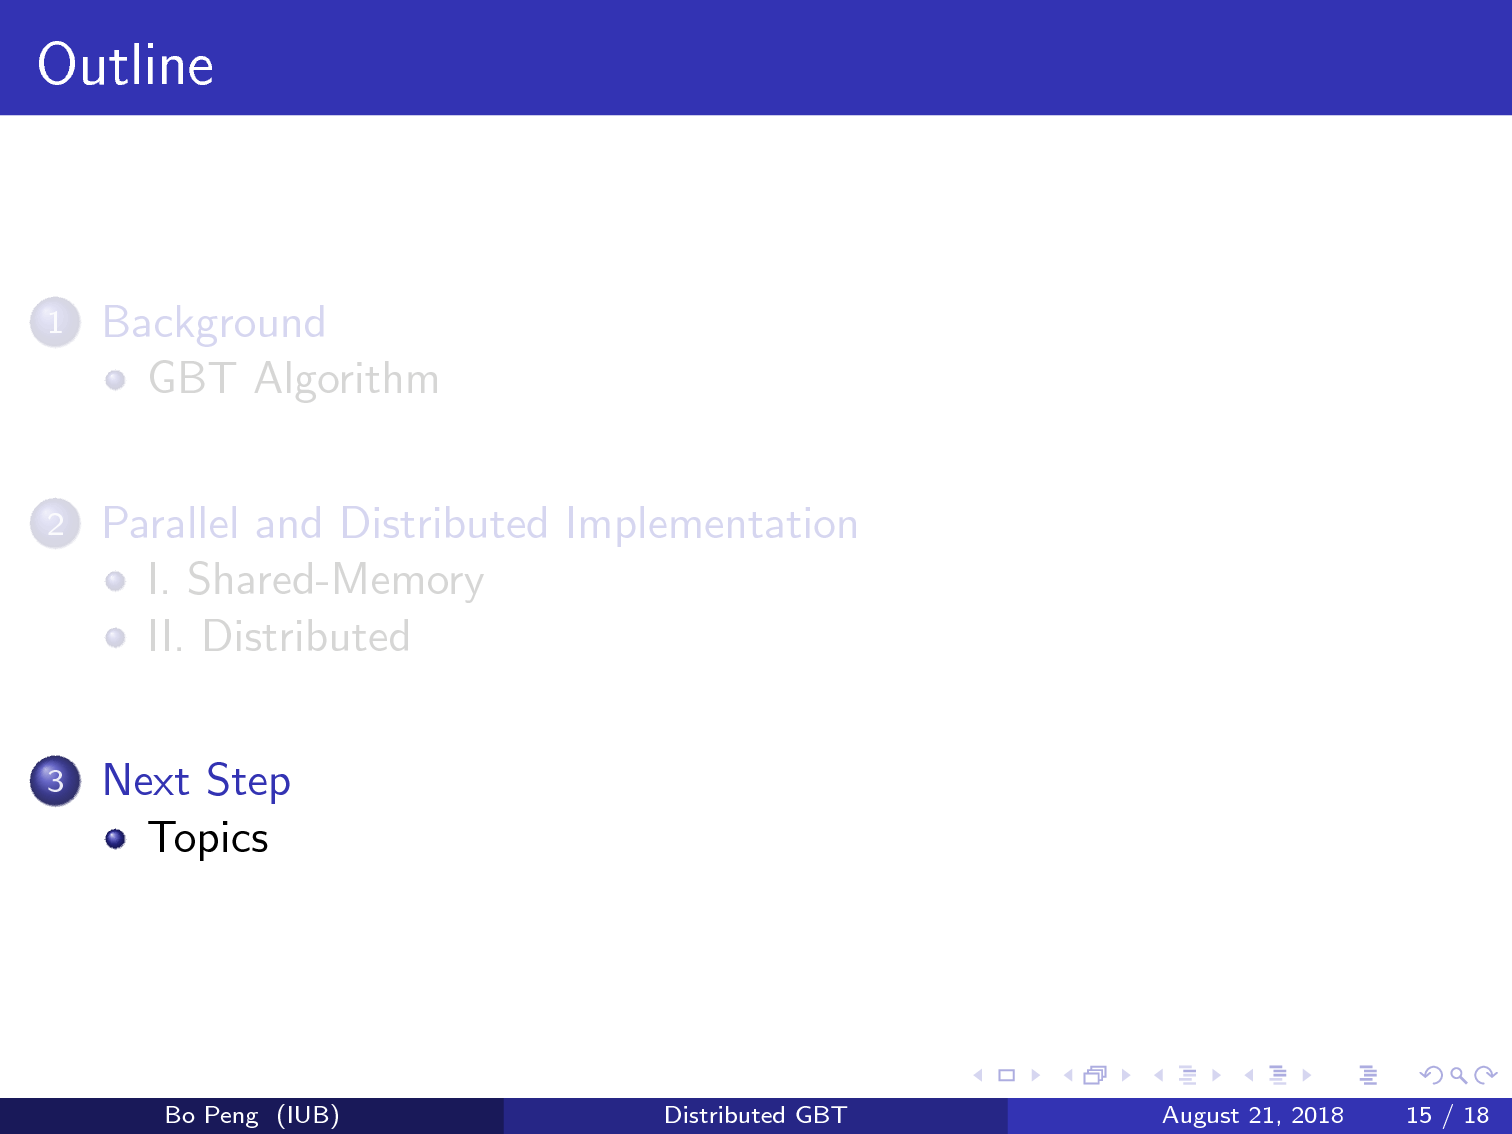 Outline
1 Background
GBT Algorithm
2 Parallel and Distributed Implementation
I. Shared-Memory
II. Distributed
3 Next Step
Topics
Bo Peng (IUB) Distributed GBT August 21, 2018 15 / 18